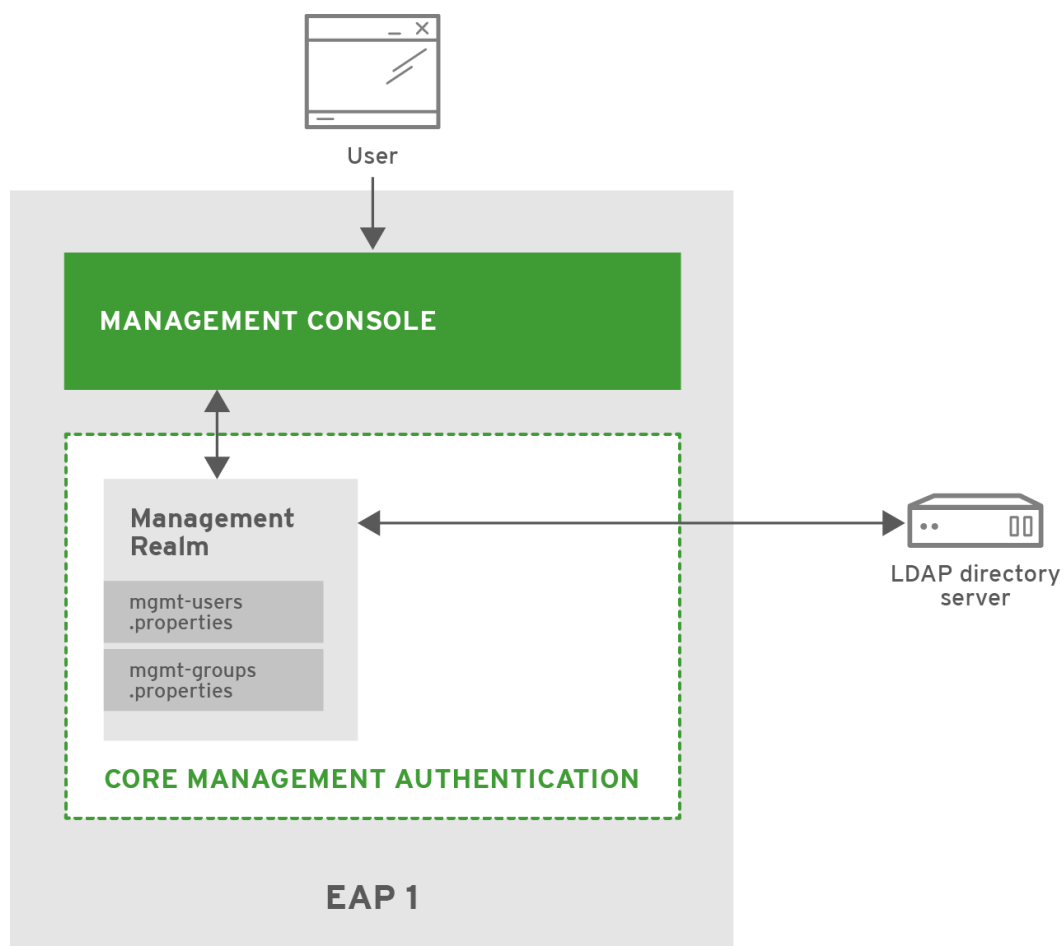 User
MANAGEMENT CONSOLE
Management
Realm
mgmt-users
.properties
mgmt-groups
.properties
LDAP directory
server
CORE MANAGEMENT AUTHENTICATION
EAP 1